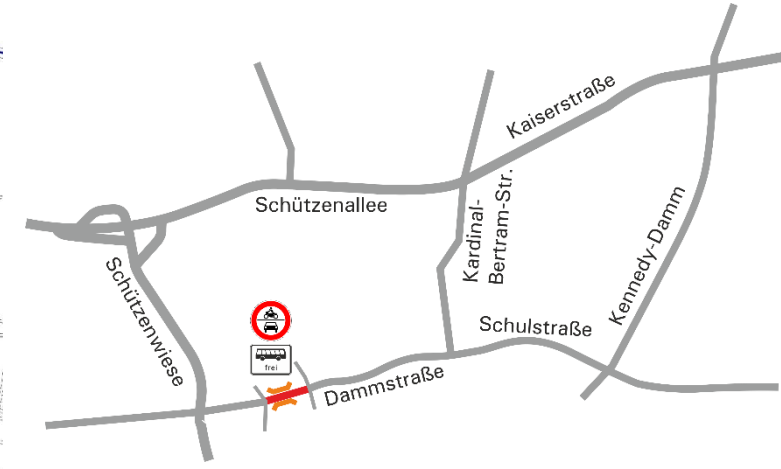 Kaiserstraße
Schützenallee
Kardinal-
Bertram-Str.
Kennedy-Damm
Schützenwiese
Schulstraße
frei
Dammstraße